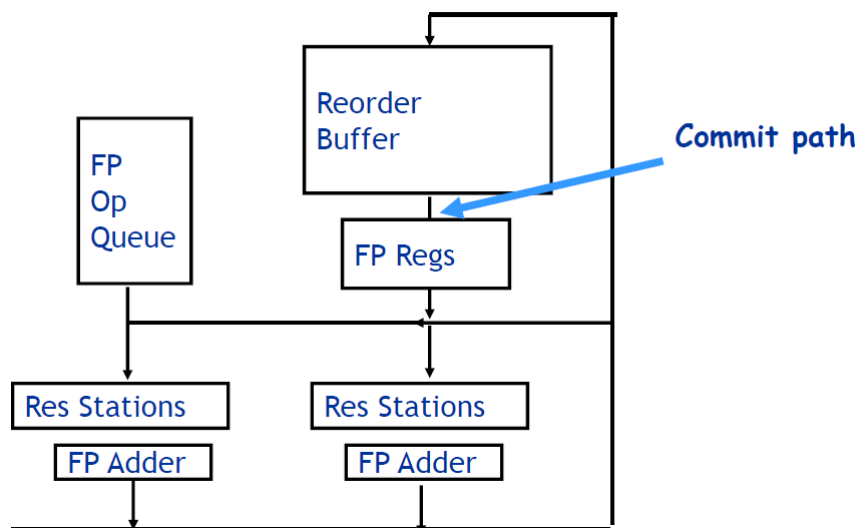 Reorder
Buffer
Commit path
FP
Op
Queue
FP Regs
Res Stations
Res Stations
FP Adder
FP Adder